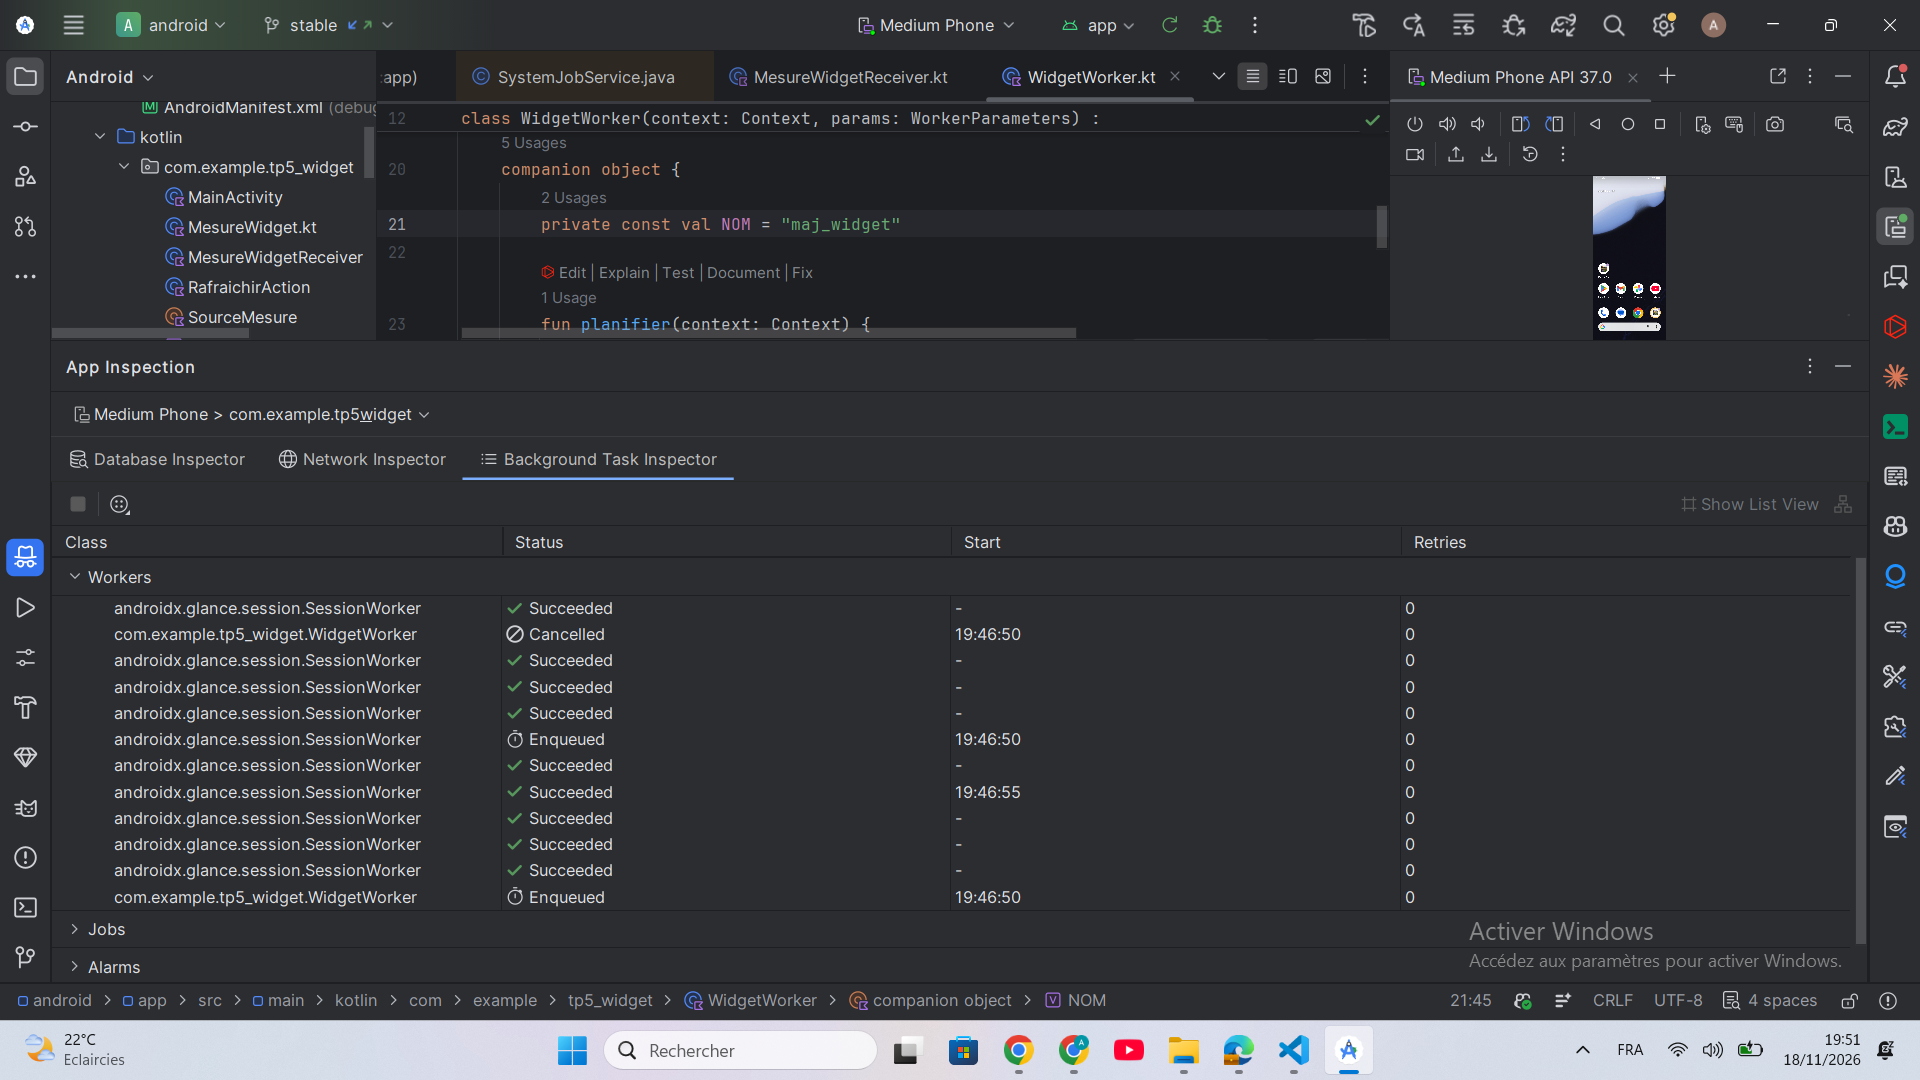 A android
stable
Medium Phone
app
A
Android
:app)
SystemJobService.java
MesureWidgetReceiver.kt
WidgetWorker.kt
Medium Phone API 37.0
AndroidManifest.xml (debug
kotlin
com.example.tp5_widget
MainActivity
MesureWidget.kt
MesureWidgetReceiver
RafraichirAction
SourceMesure
12 class WidgetWorker(context: Context, params: WorkerParameters) :
5 Usages
20 companion object {
2 Usages
21 private const val NOM = "maj_widget"
22
Edit | Explain | Test | Document | Fix
1 Usage
23 fun planifier(context: Context) {
App Inspection
Medium Phone > com.example.tp5widget
Database Inspector
Network Inspector
Background Task Inspector
Show List View
Class Status Start Retries
Workers
androidx.glance.session.SessionWorker Succeeded - 0
com.example.tp5_widget.WidgetWorker Cancelled 19:46:50 0
androidx.glance.session.SessionWorker Succeeded - 0
androidx.glance.session.SessionWorker Succeeded - 0
androidx.glance.session.SessionWorker Succeeded - 0
androidx.glance.session.SessionWorker Enqueued 19:46:50 0
androidx.glance.session.SessionWorker Succeeded - 0
androidx.glance.session.SessionWorker Succeeded 19:46:55 0
androidx.glance.session.SessionWorker Succeeded - 0
androidx.glance.session.SessionWorker Succeeded - 0
androidx.glance.session.SessionWorker Succeeded - 0
com.example.tp5_widget.WidgetWorker Enqueued 19:46:50 0
Jobs
Alarms
Activer Windows
Accédez aux paramètres pour activer Windows.
android > app > src > main > kotlin > com > example > tp5_widget > WidgetWorker > companion object > NOM
21:45 CRLF UTF-8 4 spaces
22°C
Eclaircies
Rechercher
FRA
19:51
18/11/2026